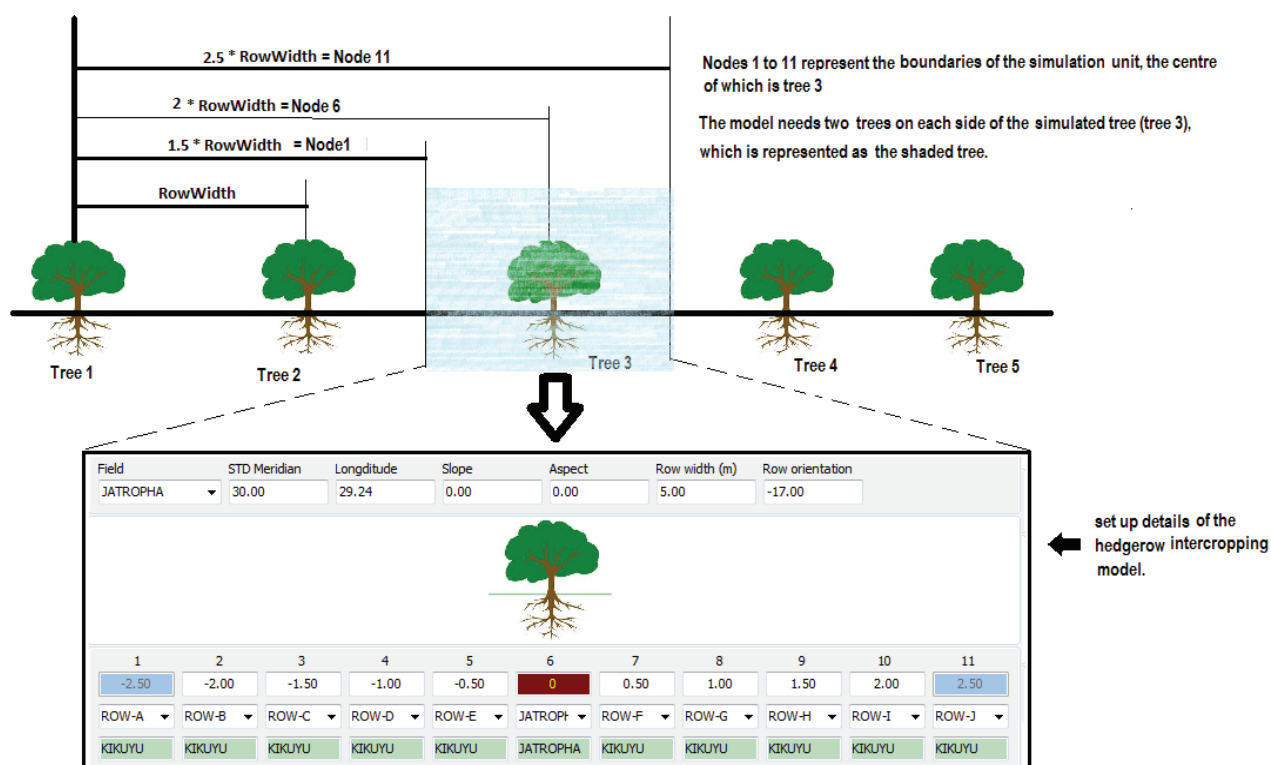 2.5 * RowWidth = Node 11
2 * RowWidth = Node 6
1.5 * RowWidth = Node1
RowWidth
Nodes 1 to 11 represent the boundaries of the simulation unit, the centre
of which is tree 3
The model needs two trees on each side of the simulated tree (tree 3),
which is represented as the shaded tree.
Tree 1 Tree 2 Tree 3 Tree 4 Tree 5
Field STD Meridian Longditude Slope Aspect Row width (m) Row orientation
JATROPHA 30.00 29.24 0.00 0.00 5.00 -17.00
set up details of the
hedgerow intercropping
model.
1 2 3 4 5 6 7 8 9 10 11
-2.50 -2.00 -1.50 -1.00 -0.50 0 0.50 1.00 1.50 2.00 2.50
ROW-A ROW-B ROW-C ROW-D ROW-E JATROPH ROW-F ROW-G ROW-H ROW-I ROW-J
KIKUYU KIKUYU KIKUYU KIKUYU KIKUYU JATROPHA KIKUYU KIKUYU KIKUYU KIKUYU KIKUYU